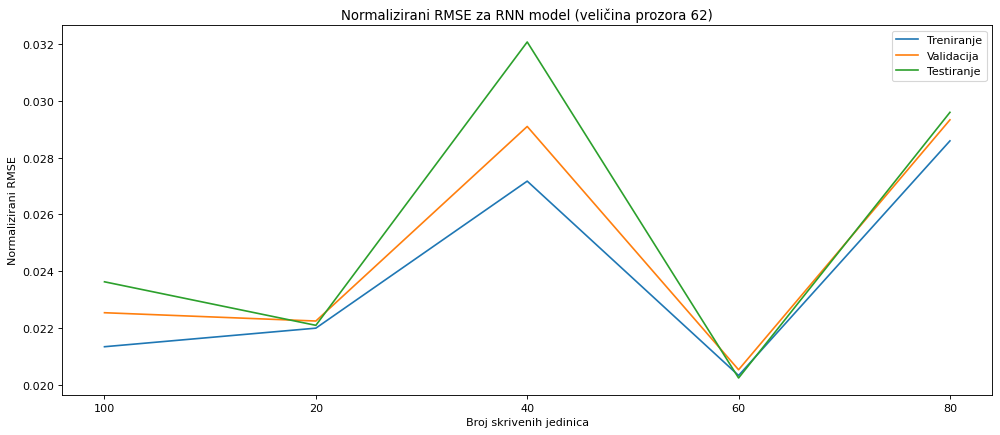 Normalizirani RMSE za RNN model (veličina prozora 62)
Treniranje
Validacija
Testiranje
Normalizirani RMSE
0.032
0.030
0.028
0.026
0.024
0.022
0.020
100 20 40 60 80
Broj skrivenih jedinica